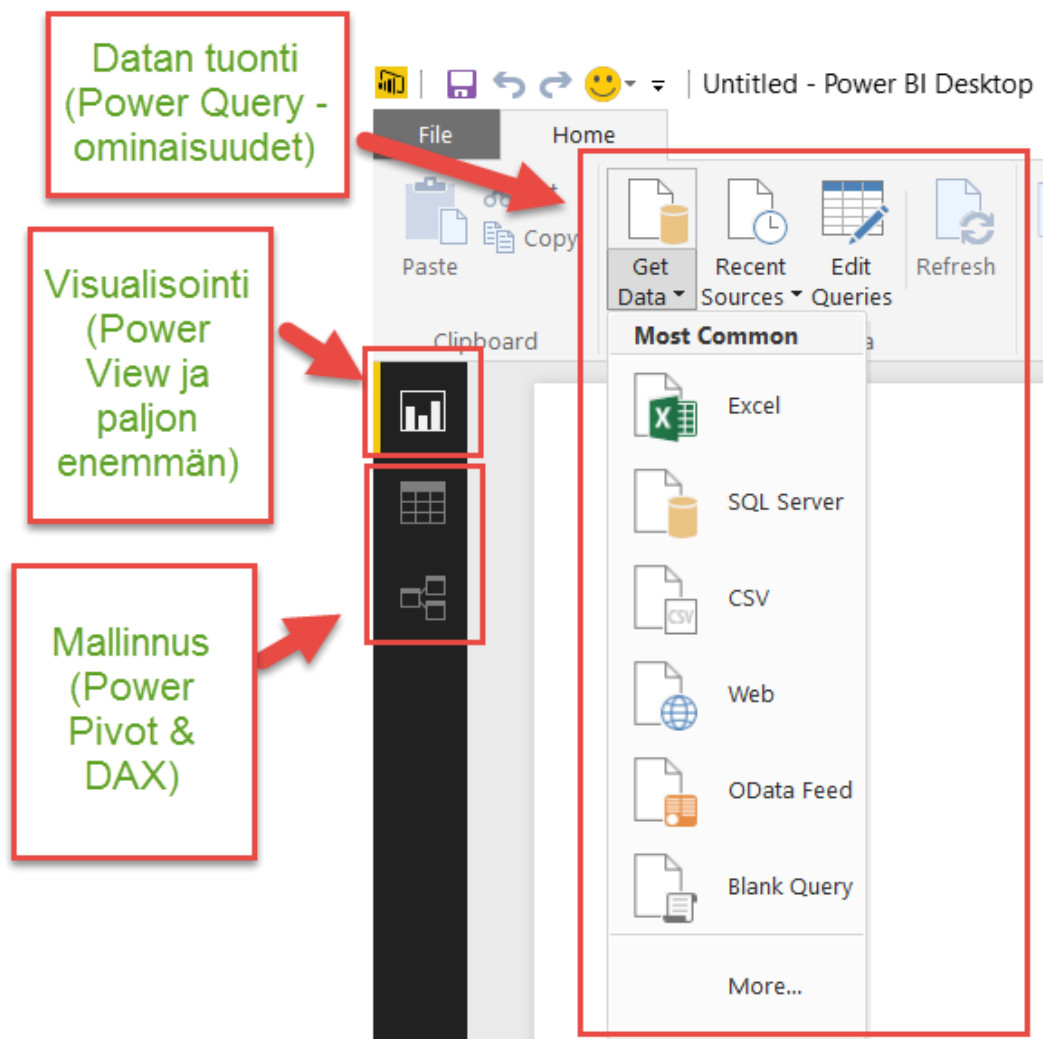 Datan tuonti
(Power Query -
ominaisuudet)
Untitled - Power BI Desktop
File
Home
Paste
Copy
Clipboard
Get
Data
Recent
Sources
Edit
Queries
Refresh
Visualisointi
(Power
View ja
paljon
enemmän)
Mallinnus
(Power
Pivot &
DAX)
Most Common
Excel
SQL Server
CSV
CSV
Web
OData Feed
Blank Query
More...